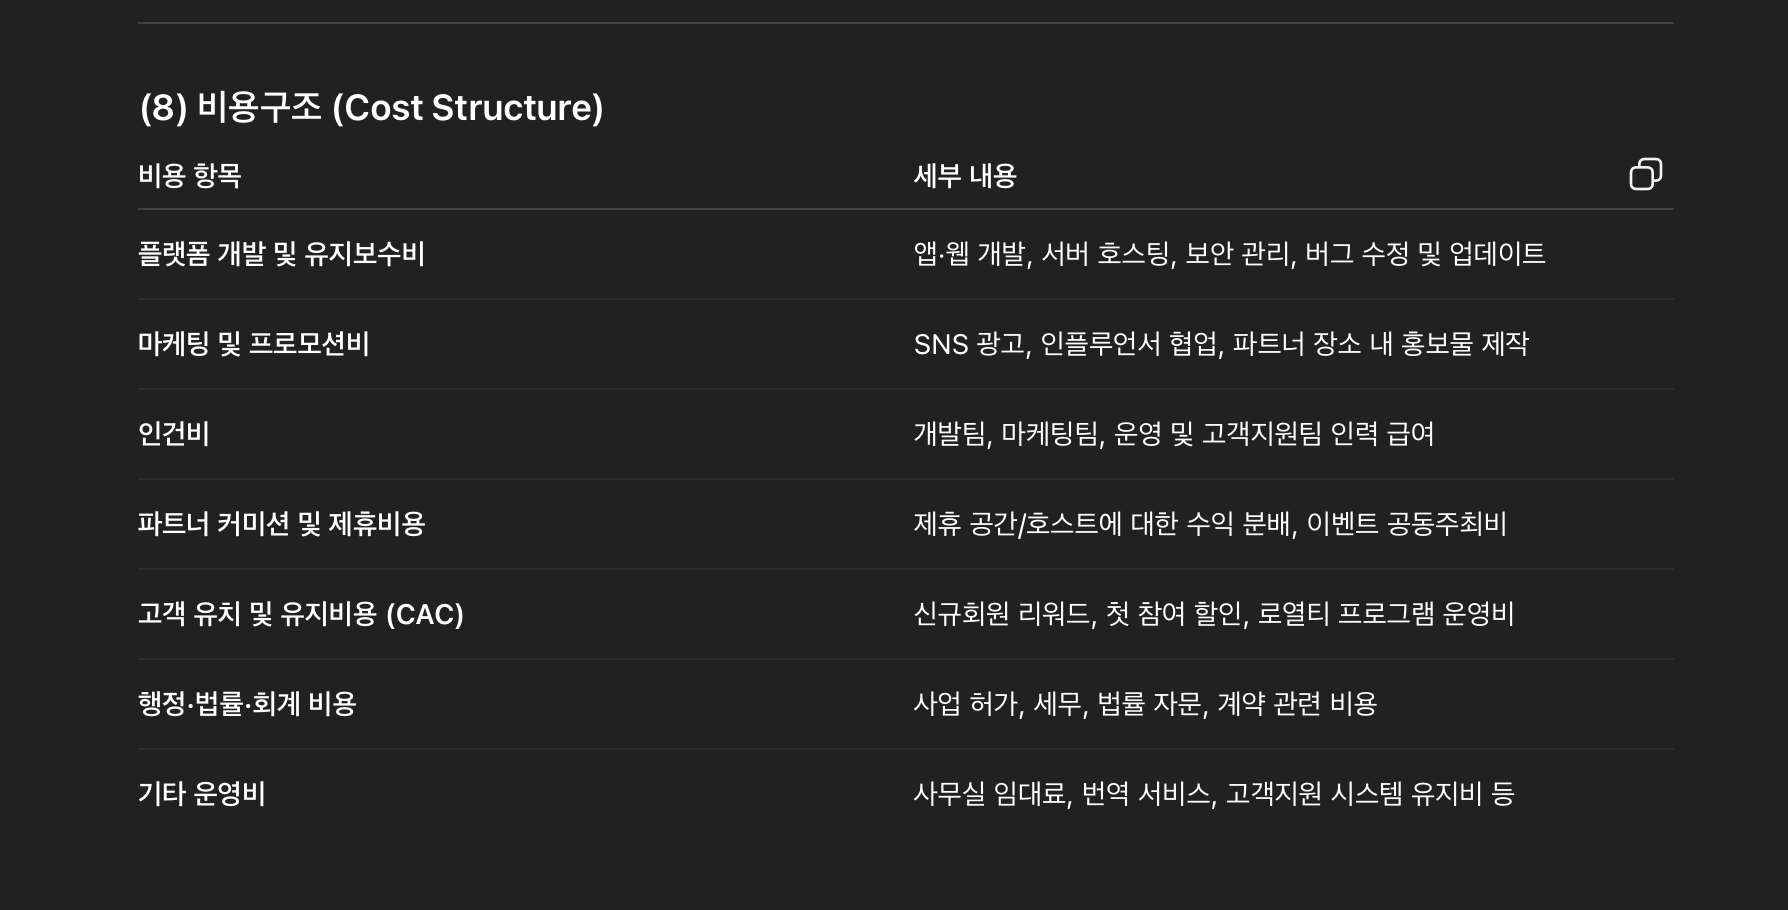 (8) 비용구조 (Cost Structure)
비용 항목 세부 내용
플랫폼 개발 및 유지보수비 앱·웹 개발, 서버 호스팅, 보안 관리, 버그 수정 및 업데이트
마케팅 및 프로모션비 SNS 광고, 인플루언서 협업, 파트너 장소 내 홍보물 제작
인건비 개발팀, 마케팅팀, 운영 및 고객지원팀 인력 급여
파트너 커미션 및 제휴비용 제휴 공간/호스트에 대한 수익 분배, 이벤트 공동주최비
고객 유치 및 유지비용 (CAC) 신규회원 리워드, 첫 참여 할인, 로열티 프로그램 운영비
행정·법률·회계 비용 사업 허가, 세무, 법률 자문, 계약 관련 비용
기타 운영비 사무실 임대료, 번역 서비스, 고객지원 시스템 유지비 등